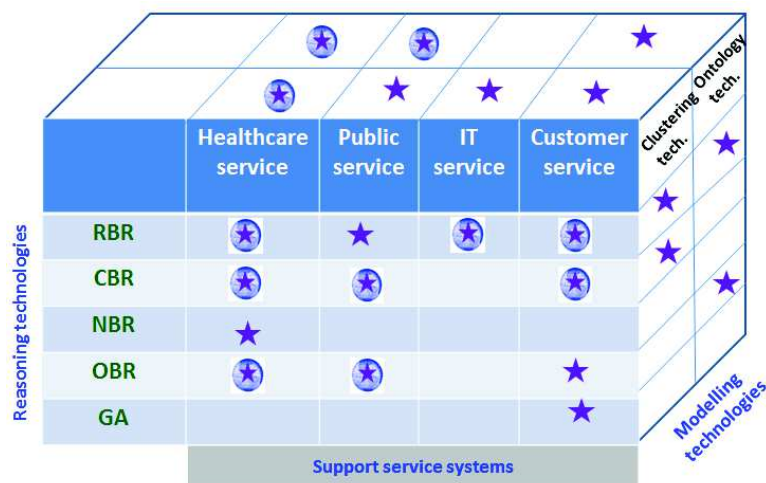 Clustering
tech.
Ontology
tech.
Healthcare
service
Public
service
IT
service
Customer
service
Reasoning technologies
RBR
CBR
NBR
OBR
GA
Modelling
technologies
Support service systems